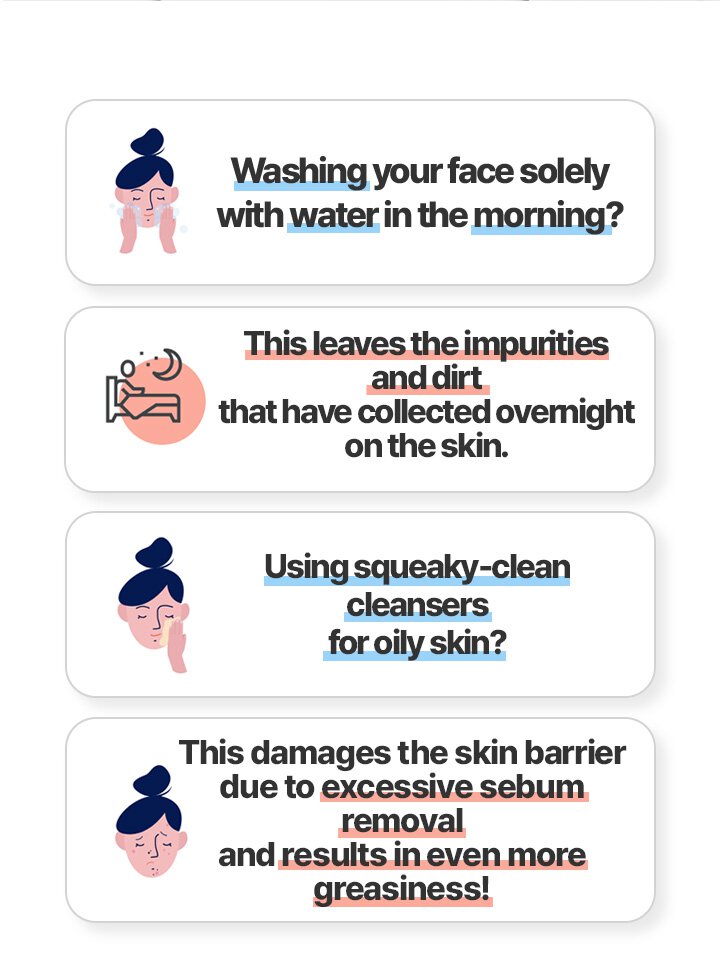 Washing your face solely
with water in the morning?
This leaves the impurities
and dirt
that have collected overnight
on the skin.
Using squeaky-clean
cleansers
for oily skin?
This damages the skin barrier
due to excessive sebum
removal
and results in even more
greasiness!